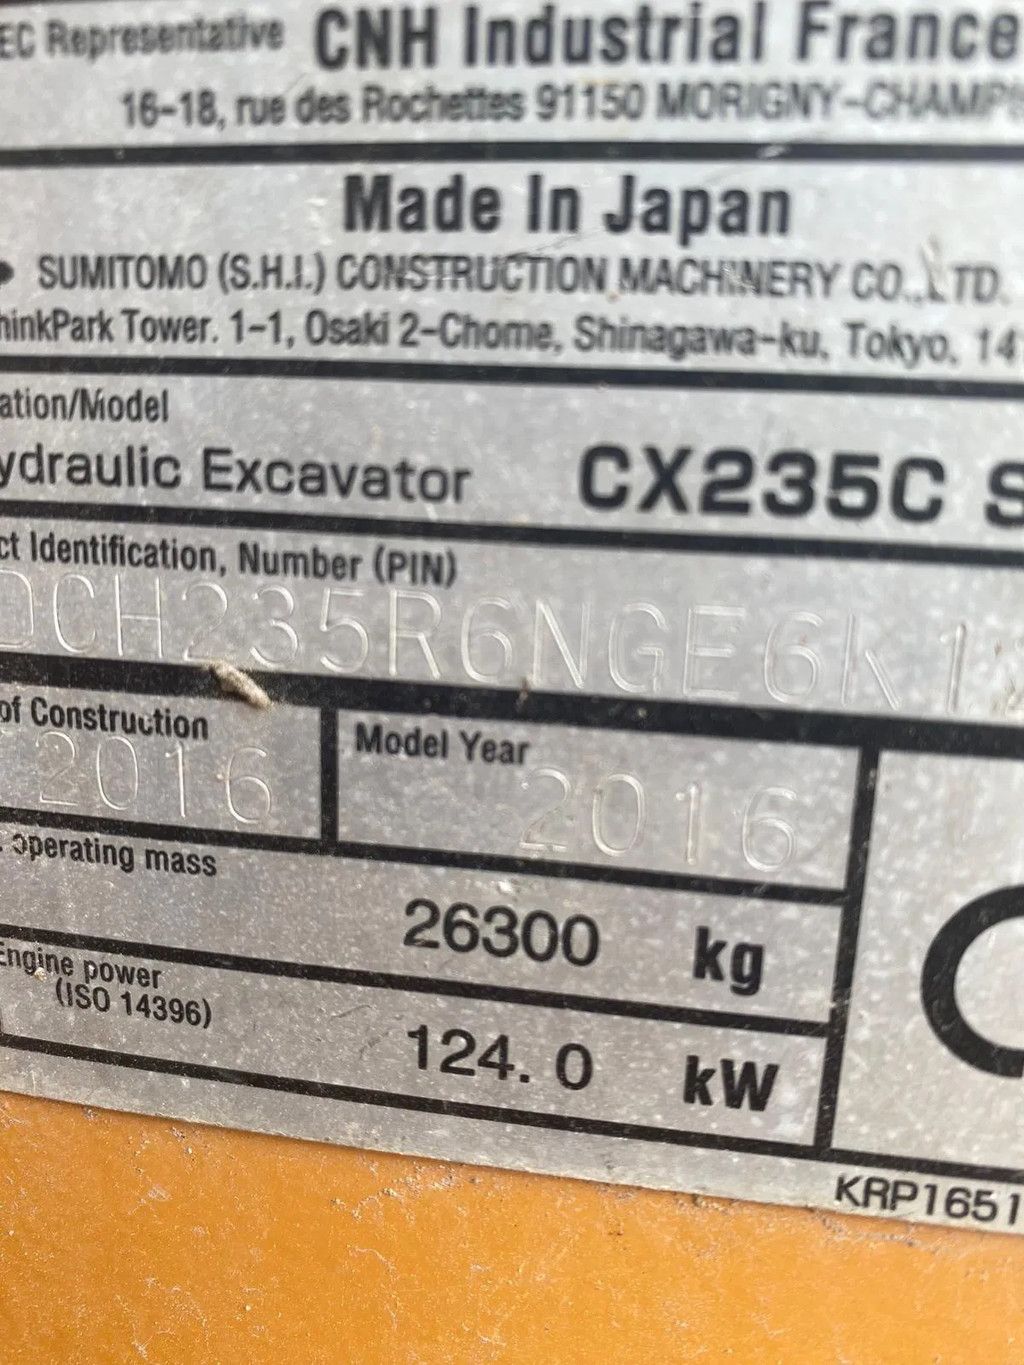 EC Representative CNH Industrial France
16-18, rue des Rochettes 91150 MORIGNY-CHAMP
Made In Japan
SUMITOMO (S.H.I.) CONSTRUCTION MACHINERY CO., LTD.
hinkPark Tower. 1-1, Osaki 2-Chome, Shinagawa-ku, Tokyo, 14
ation/Model
ydraulic Excavator CX235C S
ct Identification, Number (PIN)
DCH235R6NGE6K1
of Construction Model Year
2016 2016
operating mass
26300 kg
Engine power
(ISO 14396)
124.0 kW
KRP1651